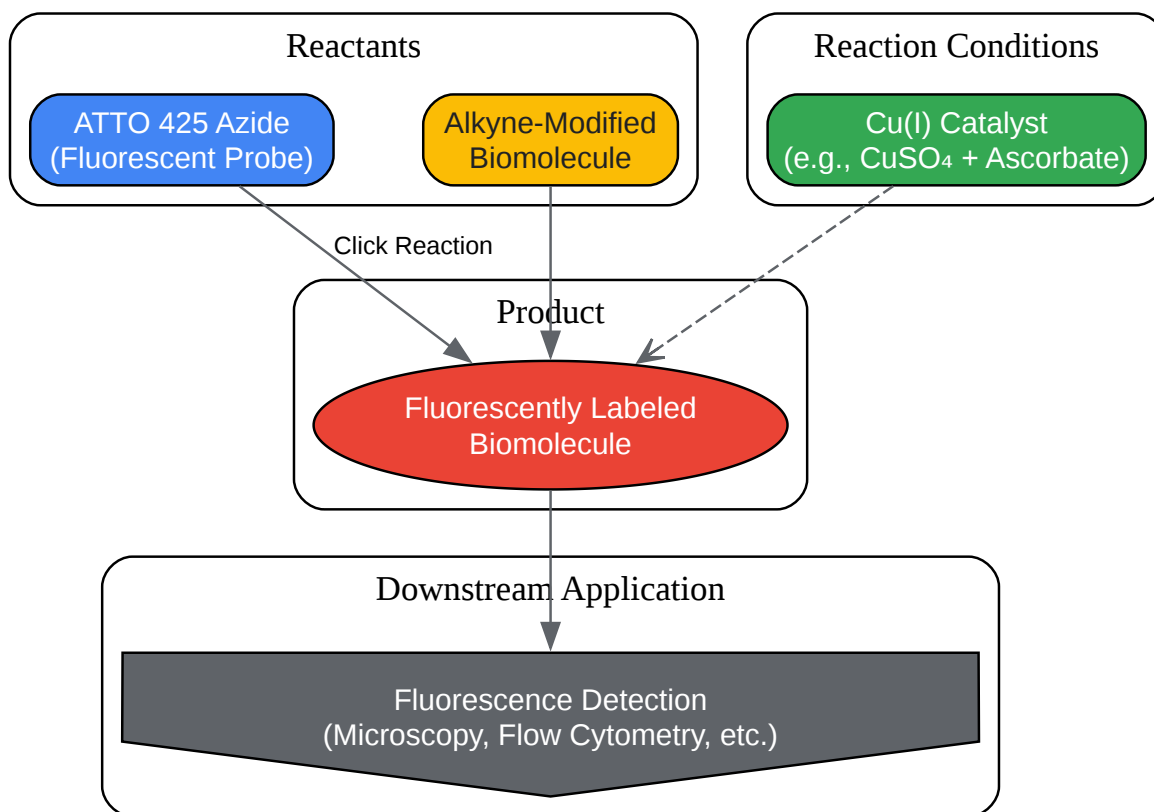 Reactants
Reaction Conditions
ATTO 425 Azide
(Fluorescent Probe)
Alkyne-Modified
Biomolecule
Cu(I) Catalyst
(e.g., CuSO₄ + Ascorbate)
Click Reaction
Product
Fluorescently Labeled
Biomolecule
Downstream Application
Fluorescence Detection
(Microscopy, Flow Cytometry, etc.)